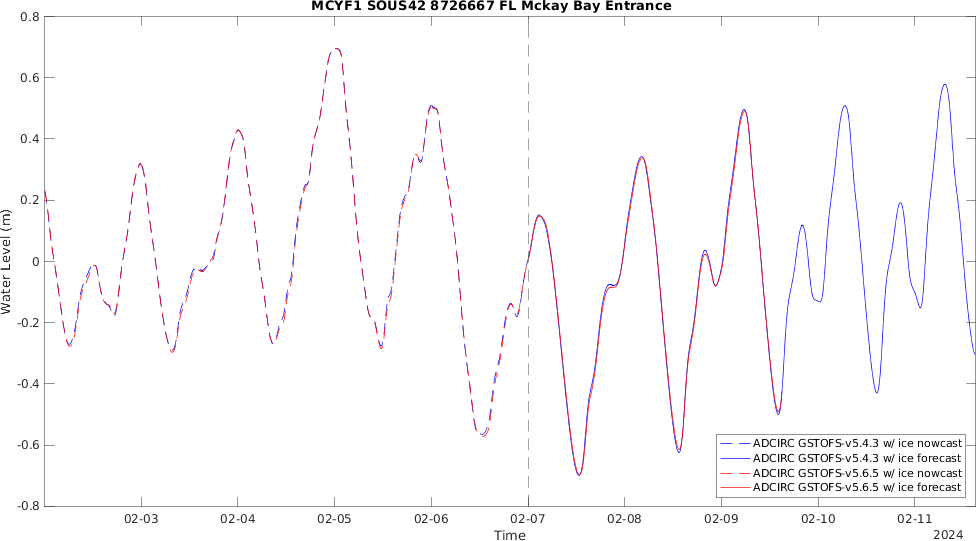 MCYF1 SOUS42 8726667 FL Mckay Bay Entrance
0.8
0.6
0.4
0.2
0
-0.2
-0.4
-0.6
-0.8
Water Level (m)
02-03 02-04 02-05 02-06 02-07 02-08 02-09 02-10 02-11
Time
2024
ADCIRC GSTOFS-v5.4.3 w/ ice nowcast
ADCIRC GSTOFS-v5.4.3 w/ ice forecast
ADCIRC GSTOFS-v5.6.5 w/ ice nowcast
ADCIRC GSTOFS-v5.6.5 w/ ice forecast